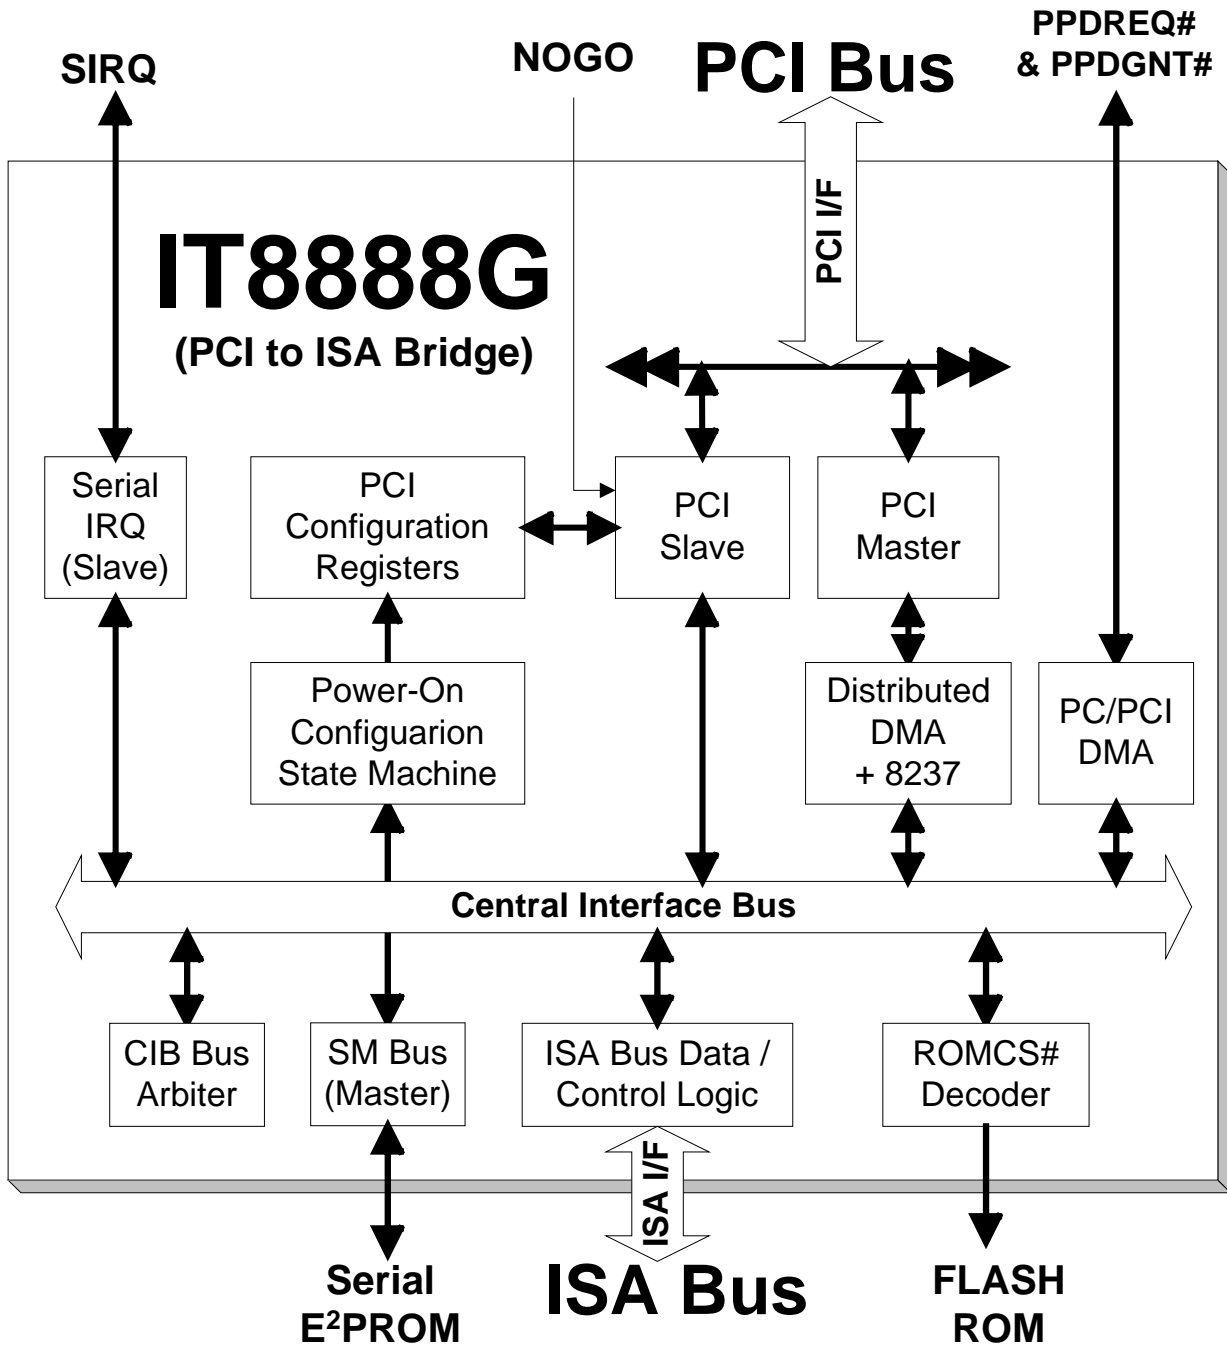 PPDREQ#
& PPDGNT#
SIRQ
NOGO
PCI Bus
PCI I/F
IT8888G
(PCI to ISA Bridge)
Serial
IRQ
(Slave)
PCI
Configuration
Registers
PCI
Slave
PCI
Master
Power-On
Configuarion
State Machine
Distributed
DMA
+ 8237
PC/PCI
DMA
Central Interface Bus
CIB Bus
Arbiter
SM Bus
(Master)
ISA Bus Data /
Control Logic
ROMCS#
Decoder
ISA I/F
Serial
E²PROM
ISA Bus
FLASH
ROM